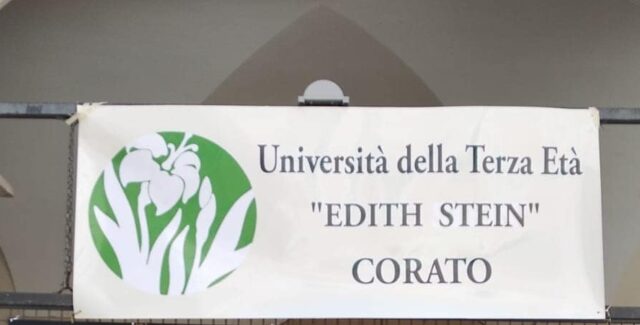 Università della Terza Età
"EDITH STEIN"
CORATO